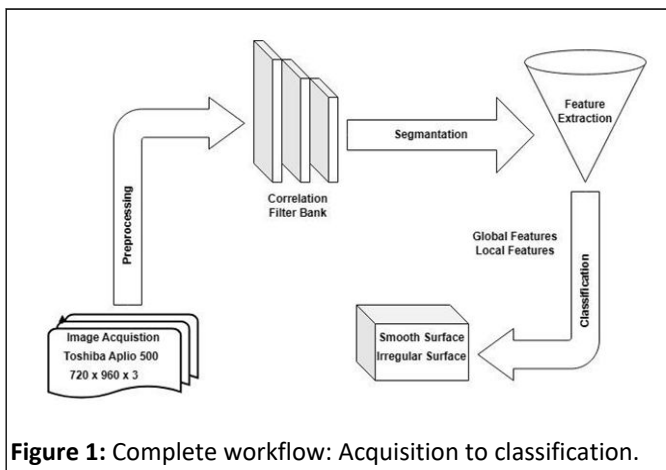 Preprocessing
Correlation
Filter Bank
Segmantation
Feature
Extraction
Global Features
Local Features
Classification
Image Acquistion
Toshiba Aplio 500
720 x 960 x 3
Smooth Surface
Irregular Surface
Figure 1: Complete workflow: Acquisition to classification.